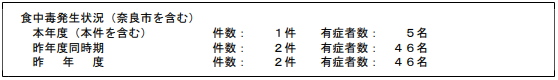 食中毒発生状況（奈良市を含む）
本年度（本件を含む） 件数： １件 有症者数： ５名
昨年度同時期 件数： ２件 有症者数： ４６名
昨　年　度 件数： ２件 有症者数： ４６名